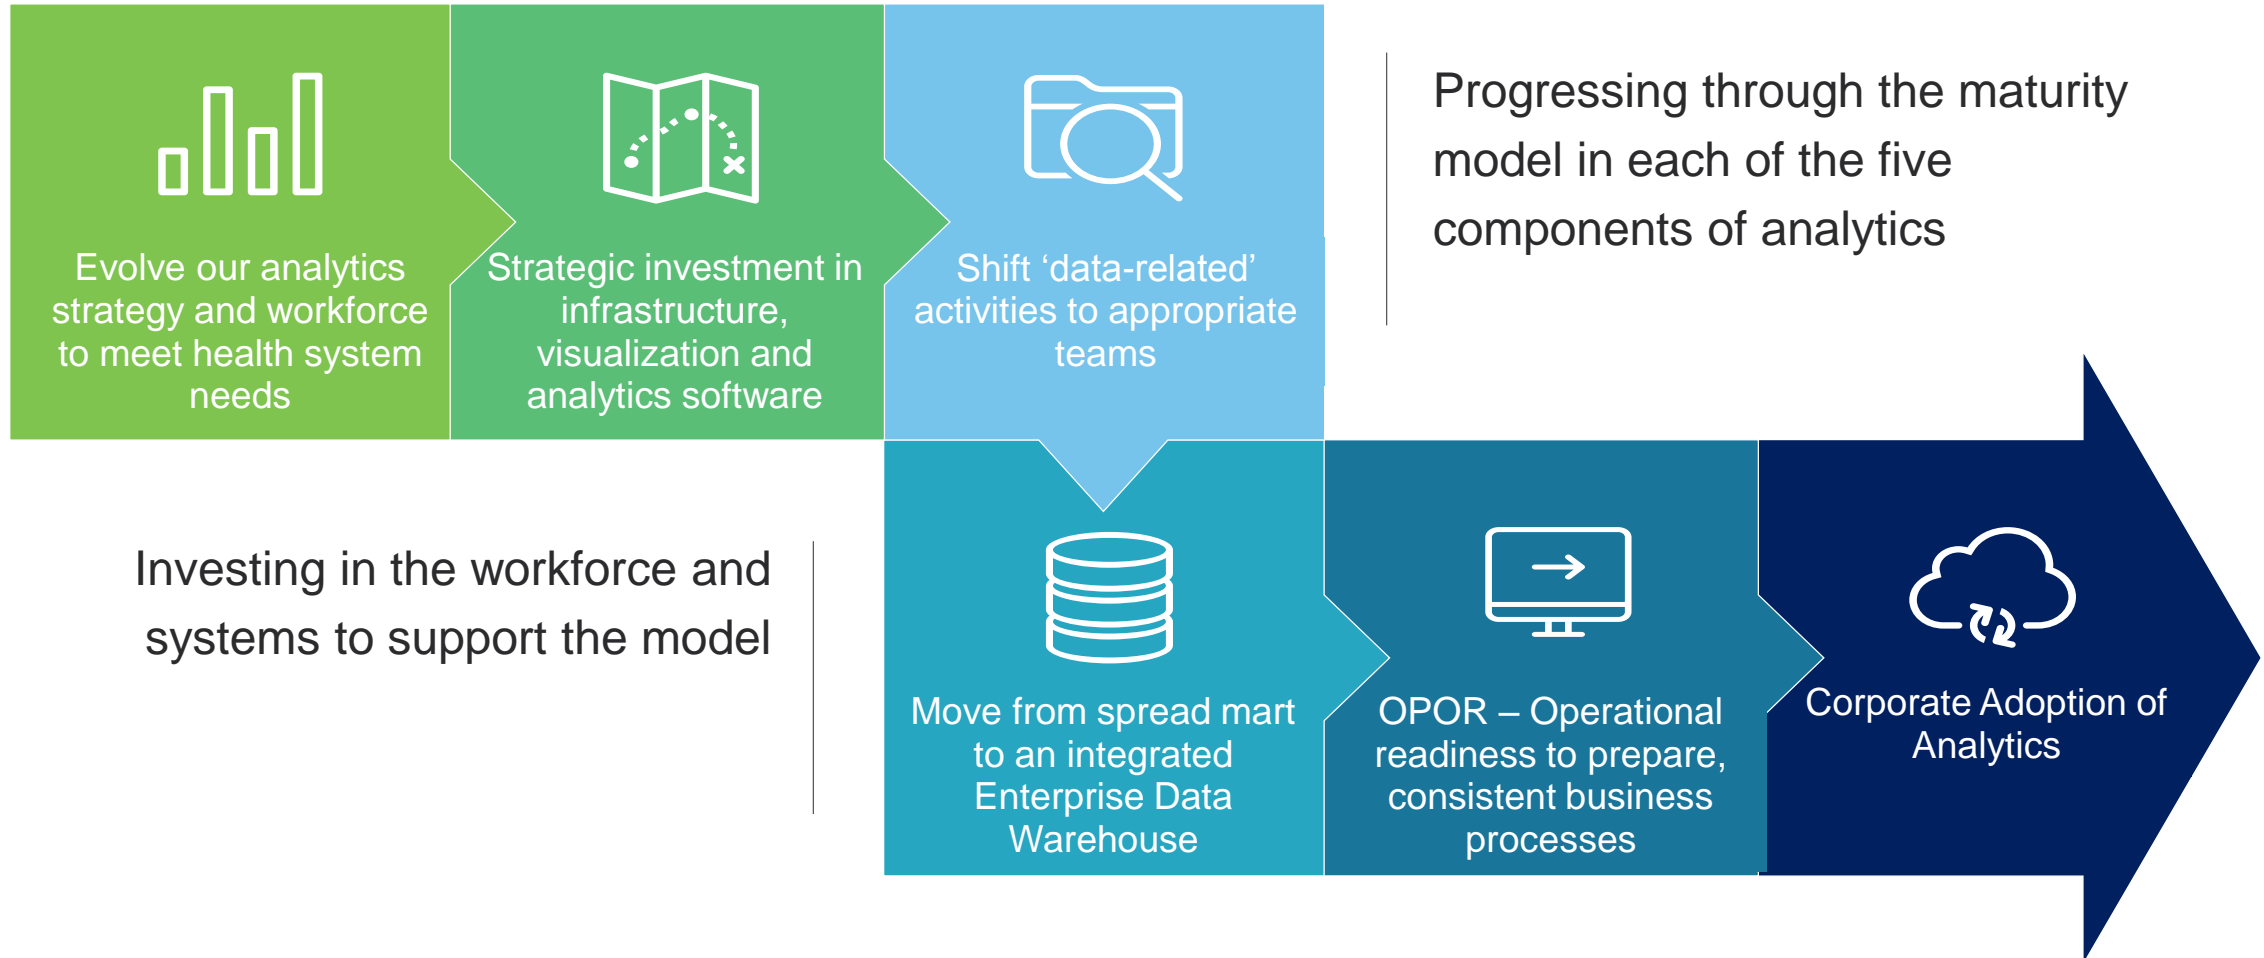 Evolve our analytics
strategy and workforce
to meet health system
needs
Strategic investment in
infrastructure,
visualization and
analytics software
Shift ‘data-related’
activities to appropriate
teams
Progressing through the maturity
model in each of the five
components of analytics
Investing in the workforce and
systems to support the model
Move from spread mart
to an integrated
Enterprise Data
Warehouse
OPOR – Operational
readiness to prepare,
consistent business
processes
Corporate Adoption of
Analytics